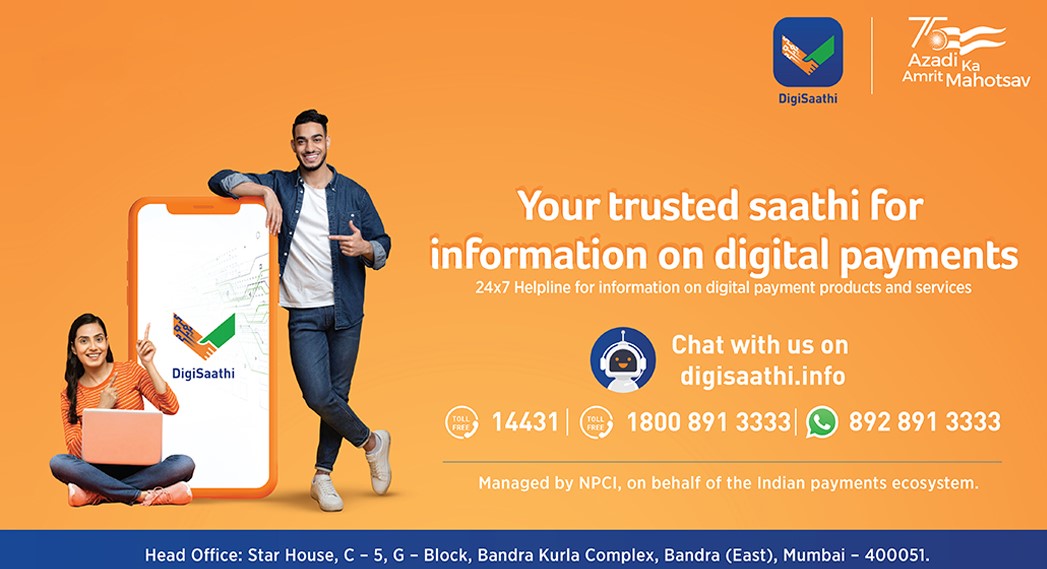 DigiSaathi
75
Azadi Ka
Amrit Mahotsav
Your trusted saathi for
information on digital payments
24x7 Helpline for information on digital payment products and services
DigiSaathi
Chat with us on
digisaathi.info
TOLL FREE 14431 | TOLL FREE 1800 891 3333 | 892 891 3333
Managed by NPCI, on behalf of the Indian payments ecosystem.
Head Office: Star House, C – 5, G – Block, Bandra Kurla Complex, Bandra (East), Mumbai – 400051.